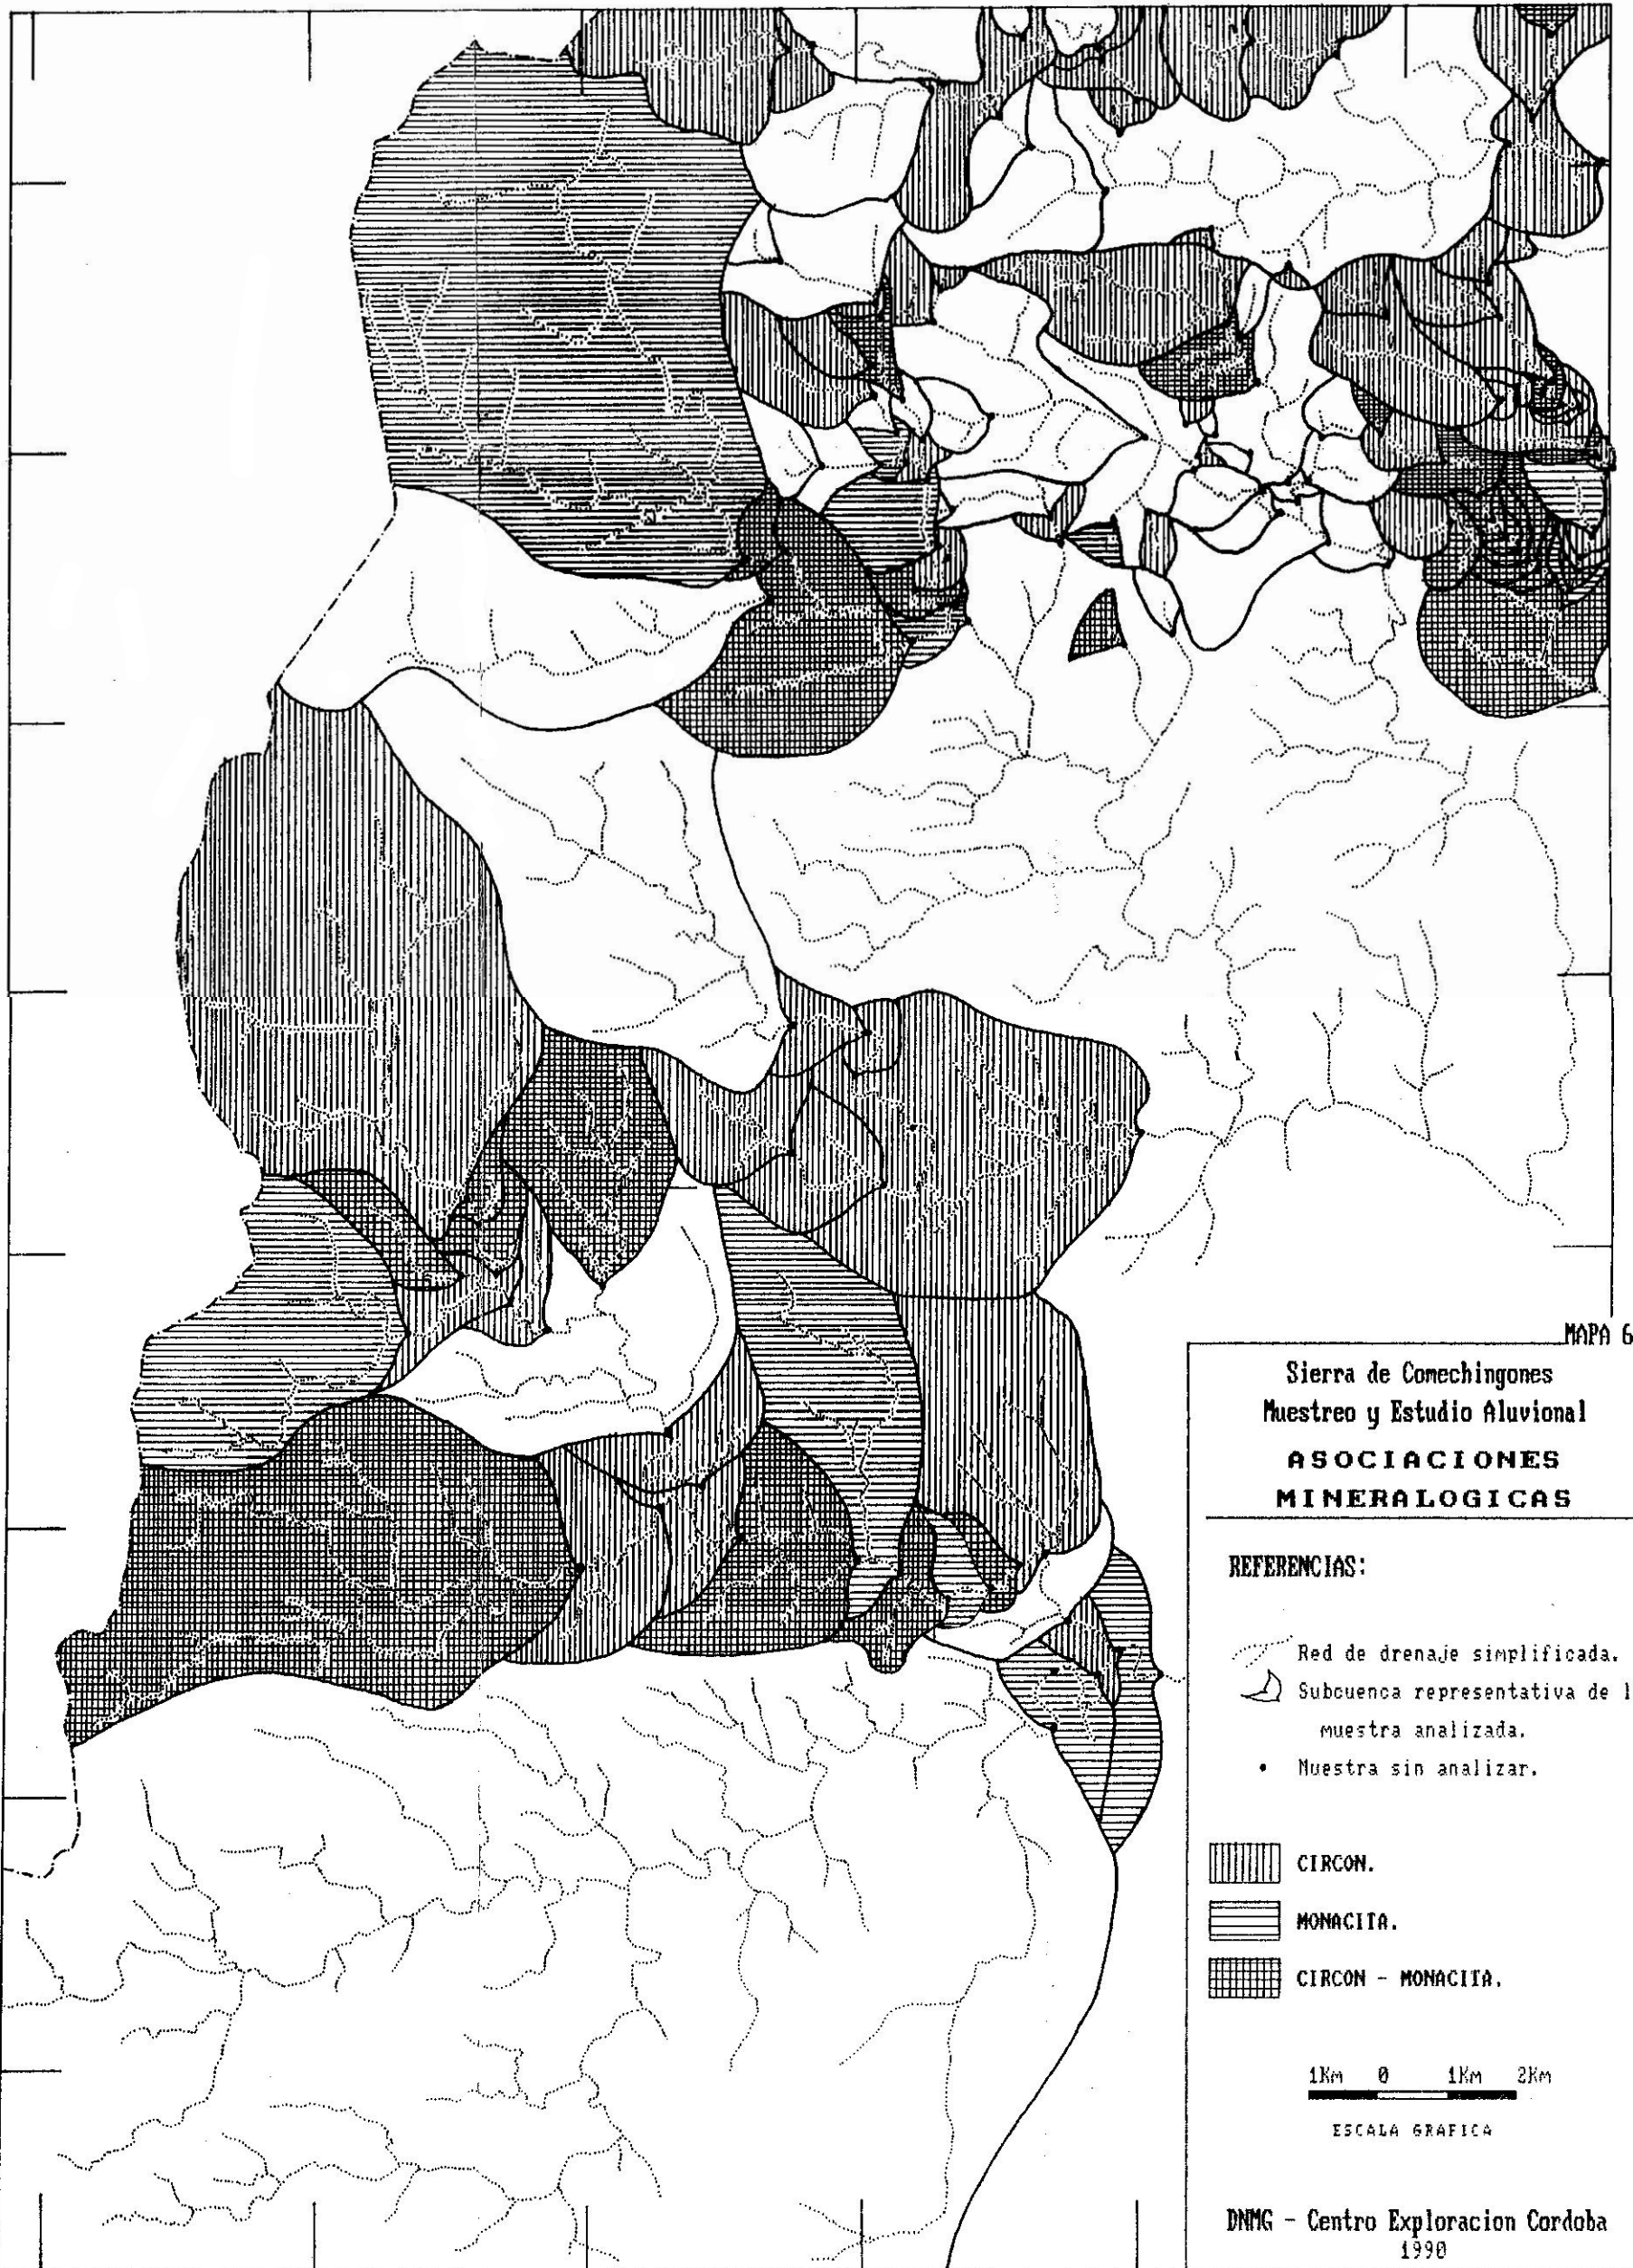 MAPA 6
Sierra de Comechingones
Muestreo y Estudio Aluvional
ASOCIACIONES
MINERALOGICAS
REFERENCIAS:
Red de drenaje simplificada.
Subcuenca representativa de l
muestra analizada.
Muestra sin analizar.
CIRCON.
MONACITA.
CIRCON - MONACITA.
1Km 0 1Km 2Km
ESCALA GRAFICA
DNMG - Centro Exploracion Cordoba
1990